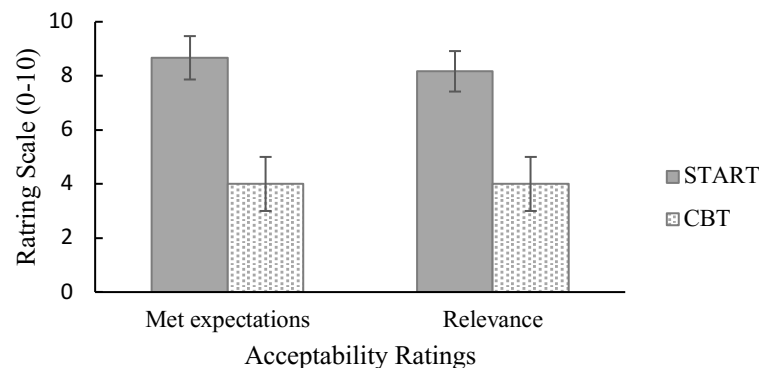 10
8
6
4
2
0
Ratring Scale (0-10)
Met expectations
Relevance
Acceptability Ratings
START
CBT